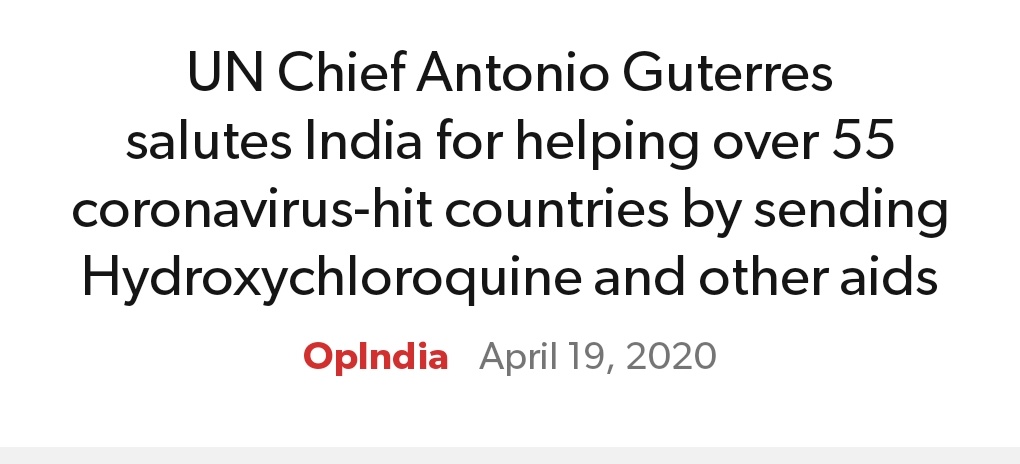 UN Chief Antonio Guterres
salutes India for helping over 55
coronavirus-hit countries by sending
Hydroxychloroquine and other aids
OpIndia April 19, 2020